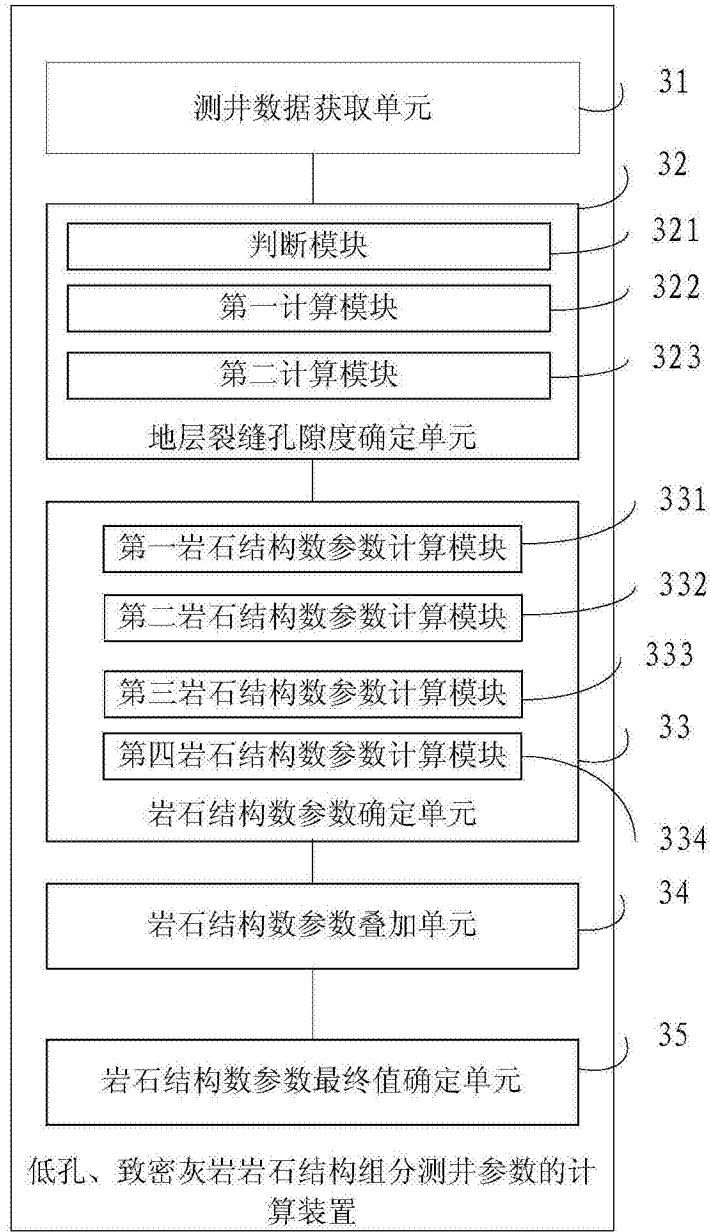 测井数据获取单元
31
32
判断模块
321
第一计算模块
322
第二计算模块
323
地层裂缝孔隙度确定单元
第一岩石结构数参数计算模块
331
第二岩石结构数参数计算模块
332
第三岩石结构数参数计算模块
333
第四岩石结构数参数计算模块
33
岩石结构数参数确定单元
334
岩石结构数参数叠加单元
34
岩石结构数参数最终值确定单元
35
低孔、致密灰岩岩石结构组分测井参数的计
算装置